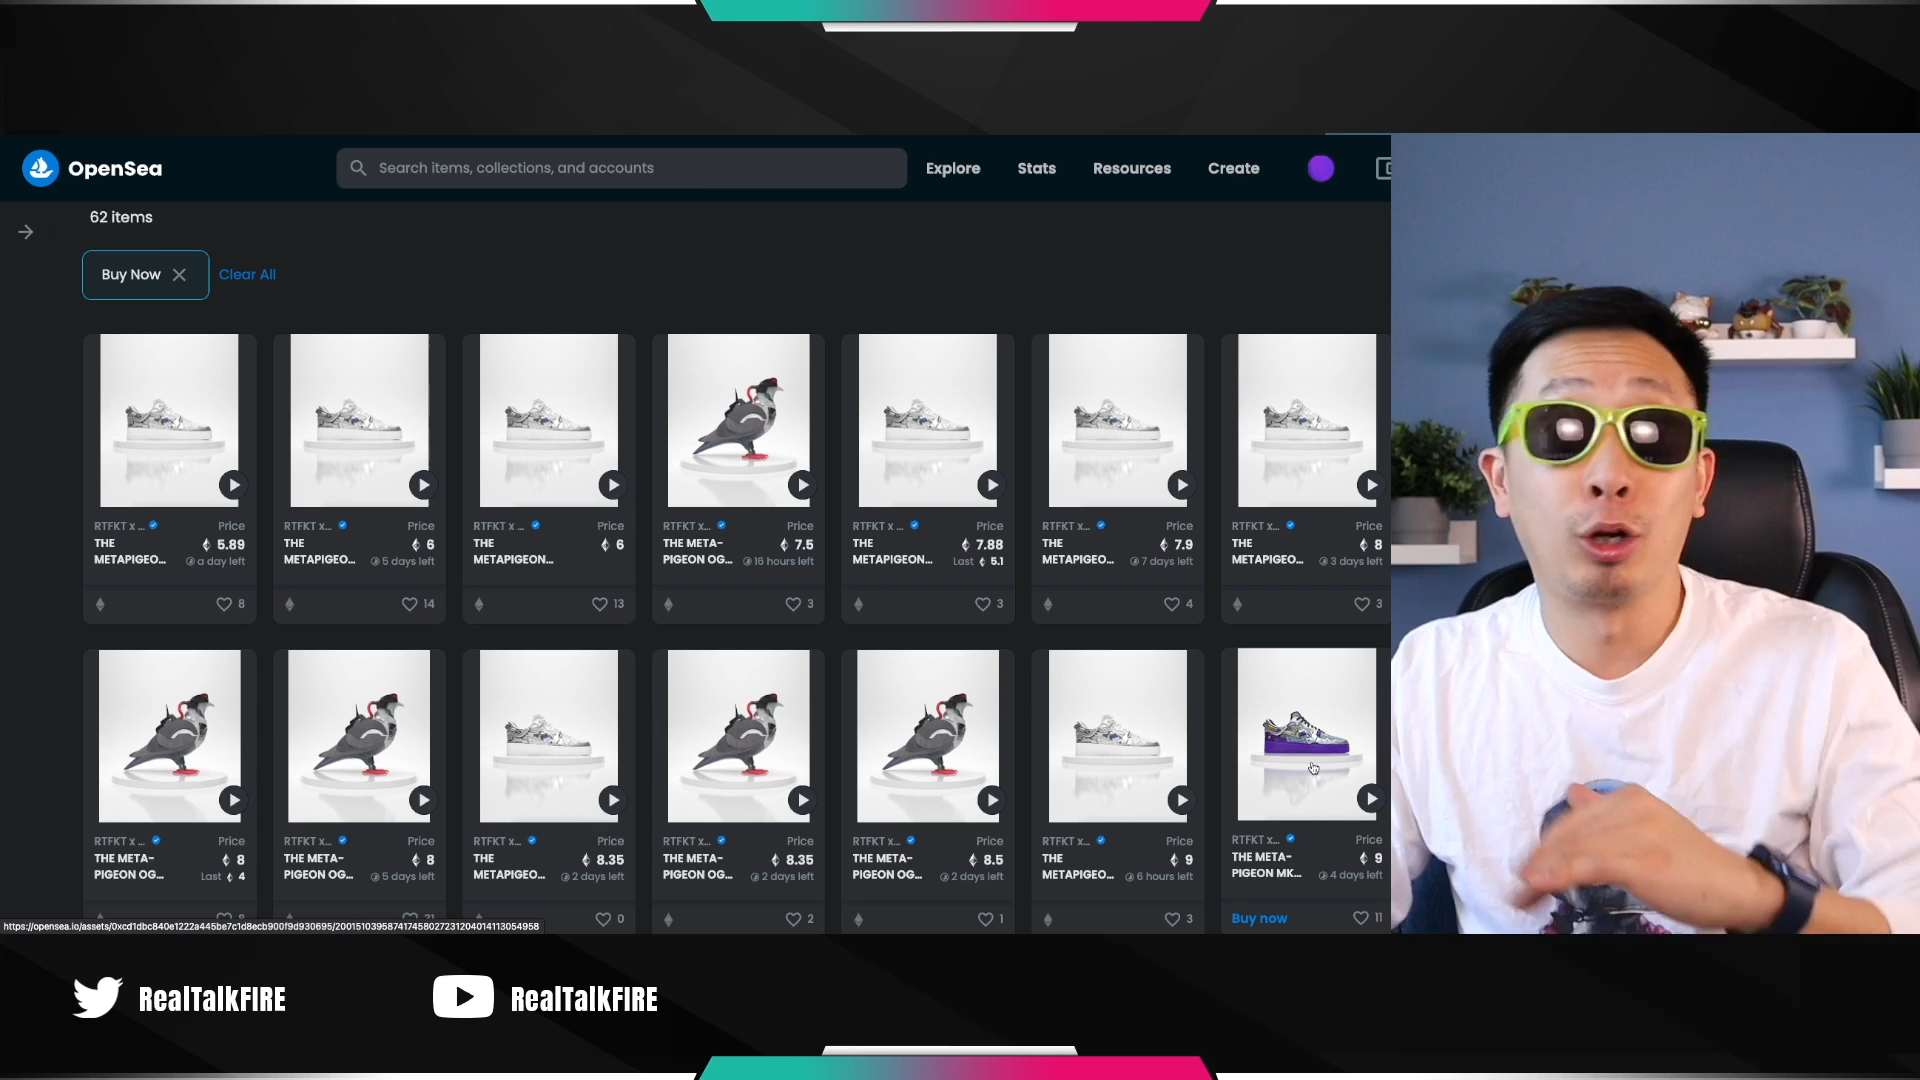 OpenSea
Search items, collections, and accounts
Explore
Stats
Resources
Create
62 items
Buy Now
Clear All
RTFKT x ... Price
THE 5.89
METAPIGEO... a day left
8
RTFKT x... Price
THE 6
METAPIGEO... 5 days left
14
RTFKT x ... Price
THE 6
METAPIGEON...
13
RTFKT x... Price
THE META- 7.5
PIGEON OG... 16 hours left
3
RTFKT x ... Price
THE 7.88
METAPIGEON... Last 5.1
3
RTFKT x... Price
THE 7.9
METAPIGEO... 7 days left
4
RTFKT x... Price
THE 8
METAPIGEO... 3 days left
3
RTFKT x... Price
THE META- 8
PIGEON OG... Last 4
RTFKT x... Price
THE META- 8
PIGEON OG... 5 days left
RTFKT x... Price
THE 8.35
METAPIGEO... 2 days left
0
RTFKT x... Price
THE META- 8.35
PIGEON OG... 2 days left
2
RTFKT x... Price
THE META- 8.5
PIGEON OG... 2 days left
1
RTFKT x... Price
THE 9
METAPIGEO... 6 hours left
3
RTFKT x... Price
THE META- 9
PIGEON MK... 4 days left
Buy now 11
RealTalkFIRE
RealTalkFIRE